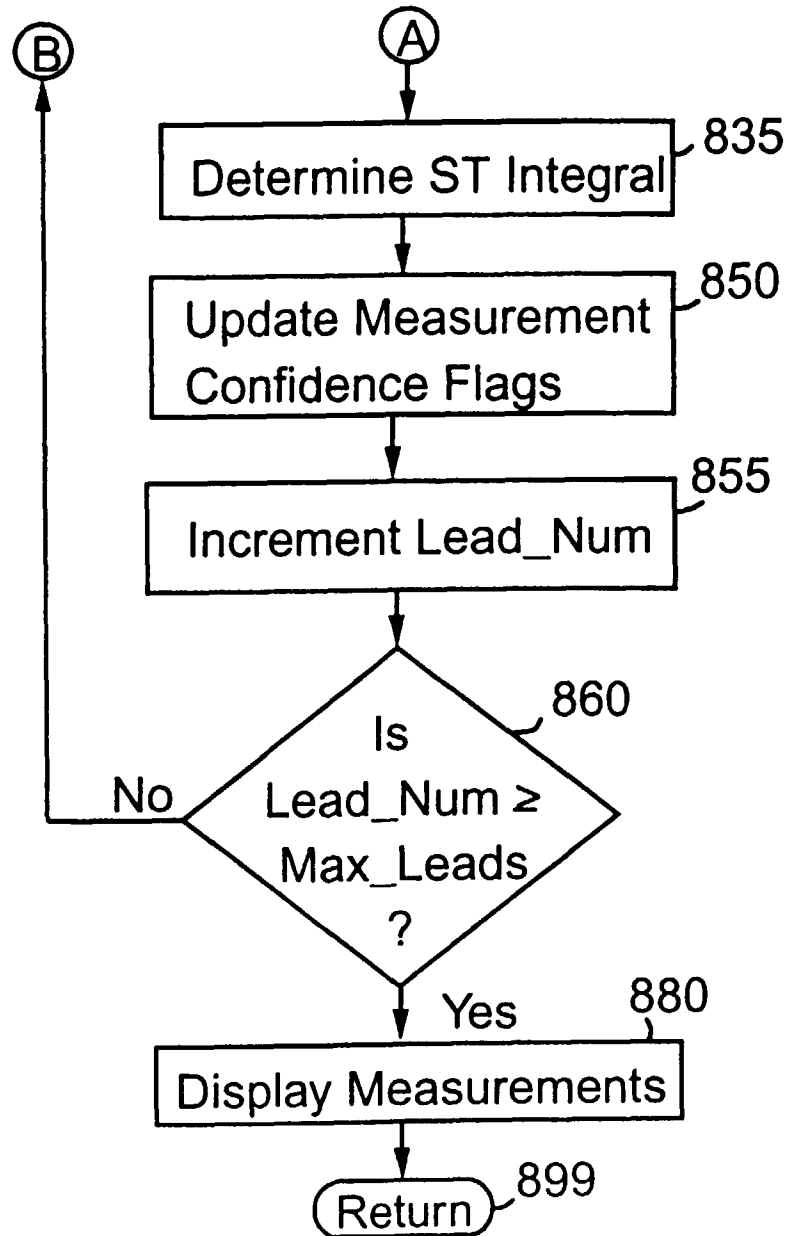 B
A
835
Determine ST Integral
850
Update Measurement
Confidence Flags
855
Increment Lead_Num
860
Is
Lead_Num ≥
Max_Leads
?
No
Yes
880
Display Measurements
Return
899